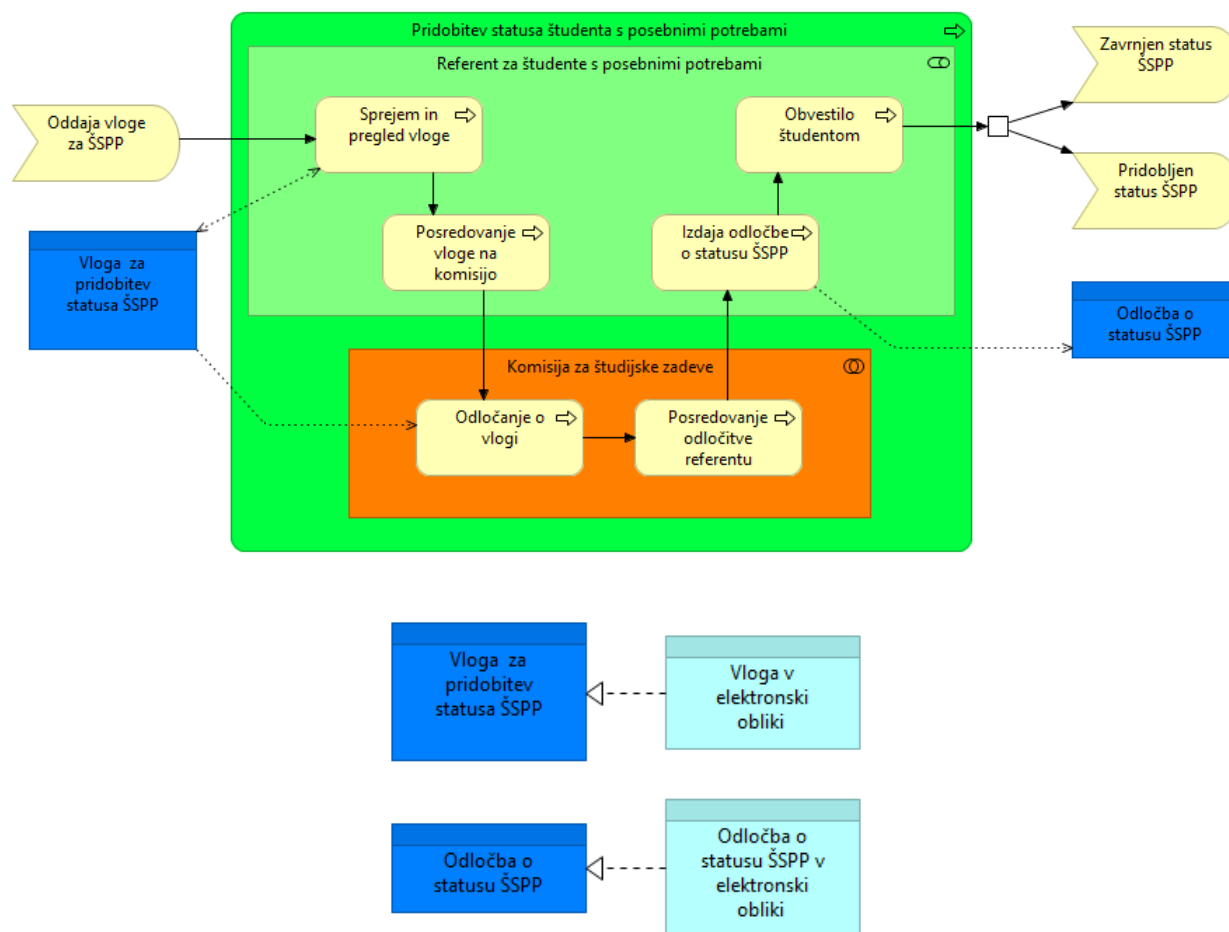 Pridobitev statusa študenta s posebnimi potrebami
Referent za študente s posebnimi potrebami
Oddaja vloge
za ŠSPP
Sprejem in
pregled vloge
Obvestilo
študentom
Zavrnjen status
ŠSPP
Pridobljen
status ŠSPP
Posredovanje
vloge na
komisijo
Izdaja odločbe
o statusu ŠSPP
Vloga za
pridobitev
statusa ŠSPP
Odločba o
statusu ŠSPP
Komisija za študijske zadeve
Odločanje o
vlogi
Posredovanje
odločitve
referentu
Vloga za
pridobitev
statusa ŠSPP
Vloga v
elektronski
obliki
Odločba o
statusu ŠSPP
Odločba o
statusu ŠSPP v
elektronski
obliki